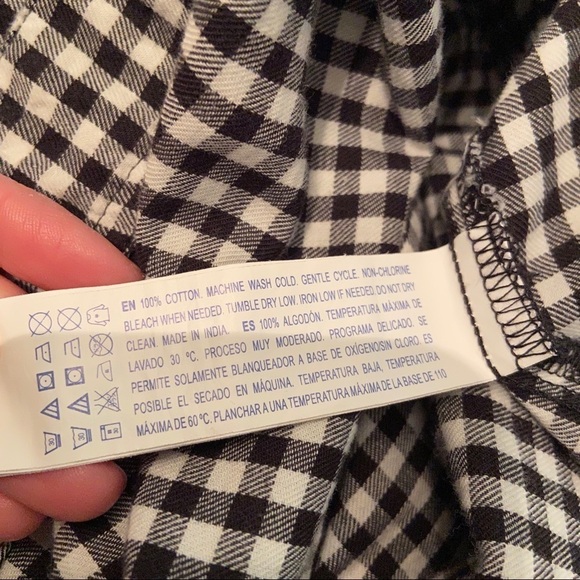 EN 100% COTTON. MACHINE WASH COLD. GENTLE CYCLE. NON-CHLORINE
BLEACH WHEN NEEDED. TUMBLE DRY LOW. IRON LOW IF NEEDED. DO NOT DRY
CLEAN. MADE IN INDIA. ES 100% ALGODÓN. TEMPERATURA MÁXIMA DE
LAVADO 30 ºC. PROCESO MUY MODERADO. PROGRAMA DELICADO. SE
PERMITE SOLAMENTE BLANQUEADOR A BASE DE OXÍGENOSIN CLORO. ES
POSIBLE EL SECADO EN MÁQUINA. TEMPERATURA BAJA, TEMPERATURA
MÁXIMA DE 60 ºC. PLANCHAR A UNA TEMPERATURA MÁXIMA DE LA BASE DE 110